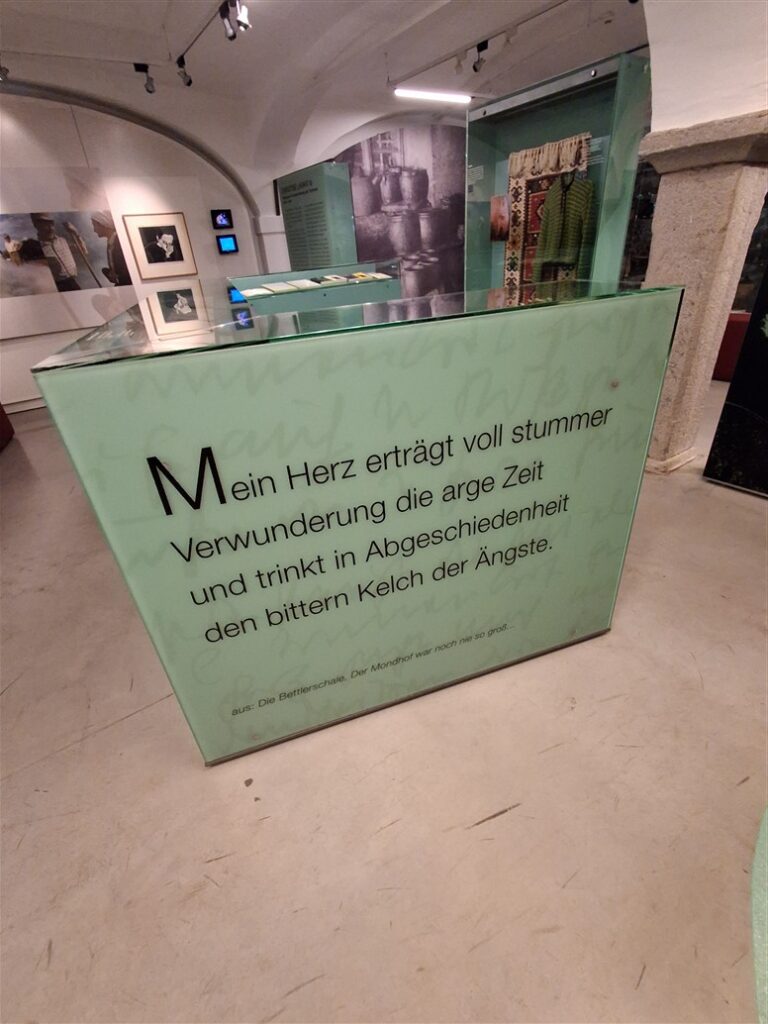 Mein Herz erträgt voll stummer
Verwunderung die arge Zeit
und trinkt in Abgeschiedenheit
den bittern Kelch der Ängste.
aus: Die Bettlerschale. Der Mondhof war noch nie so groß...